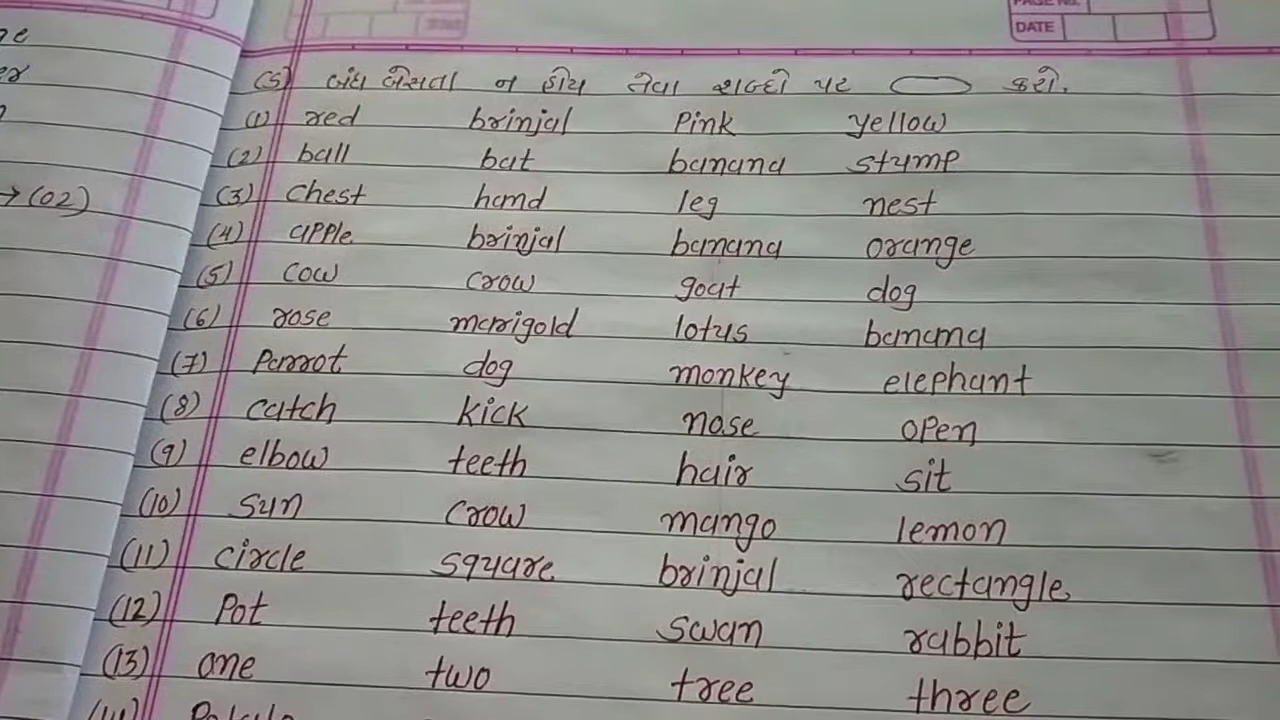 PAGE NO.
DATE
→(02)
(5) બંધ બેસતા ન હોય તેવા શબ્દો પર કરો.
(1) red brinjal Pink yellow
(2) ball bat banana stump
(3) chest hand leg nest
(4) apple brinjal banana orange
(5) cow crow goat dog
(6) rose marigold lotus banana
(7) Parrot dog monkey elephant
(8) catch kick nose open
(9) elbow teeth hair sit
(10) sun crow mango lemon
(11) circle square brinjal rectangle
(12) Pot teeth swan rabbit
(13) one two tree three